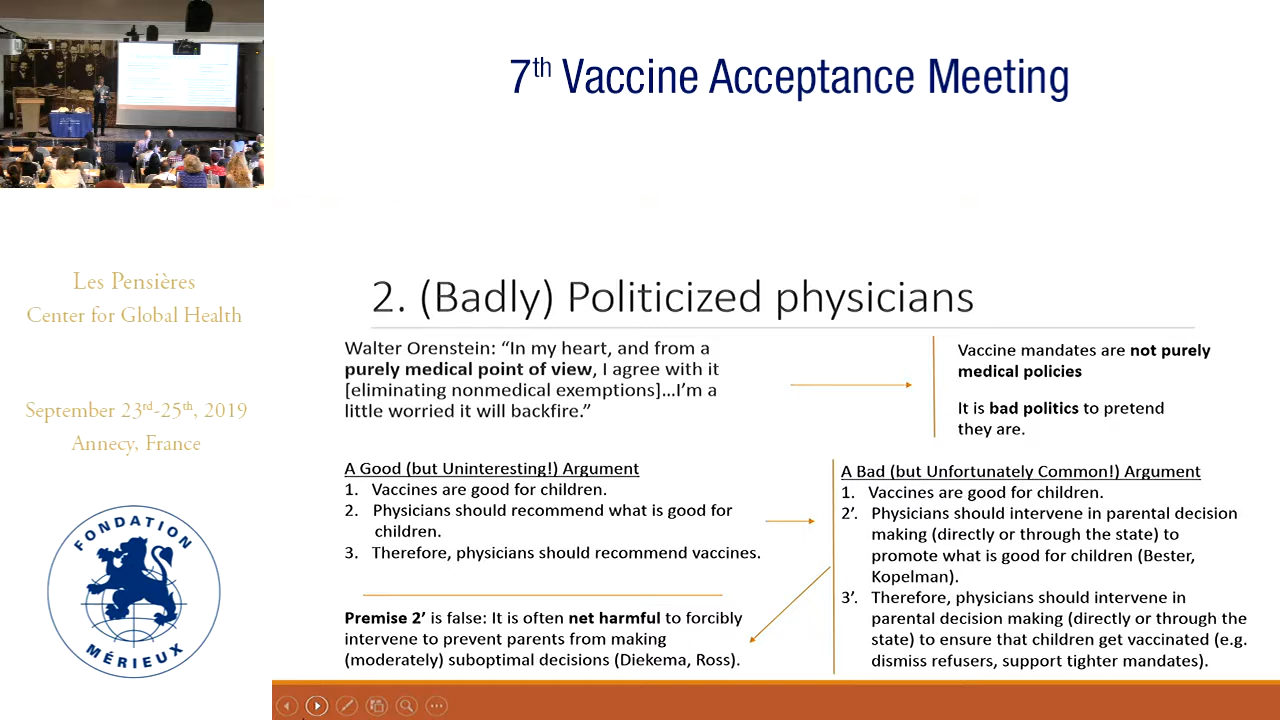 7th Vaccine Acceptance Meeting
Les Pensières
Center for Global Health
September 23rd-25th, 2019
Annecy, France
FONDATION
MÉRIEUX
2. (Badly) Politicized physicians
Walter Orenstein: “In my heart, and from a
purely medical point of view, I agree with it
[eliminating nonmedical exemptions]…I’m a
little worried it will backfire.”
Vaccine mandates are not purely
medical policies
It is bad politics to pretend
they are.
A Good (but Uninteresting!) Argument
1. Vaccines are good for children.
2. Physicians should recommend what is good for
children.
3. Therefore, physicians should recommend vaccines.
A Bad (but Unfortunately Common!) Argument
1. Vaccines are good for children.
2’. Physicians should intervene in parental decision
making (directly or through the state) to
promote what is good for children (Bester,
Kopelman).
3’. Therefore, physicians should intervene in
parental decision making (directly or through the
state) to ensure that children get vaccinated (e.g.
dismiss refusers, support tighter mandates).
Premise 2’ is false: It is often net harmful to forcibly
intervene to prevent parents from making
(moderately) suboptimal decisions (Diekema, Ross).